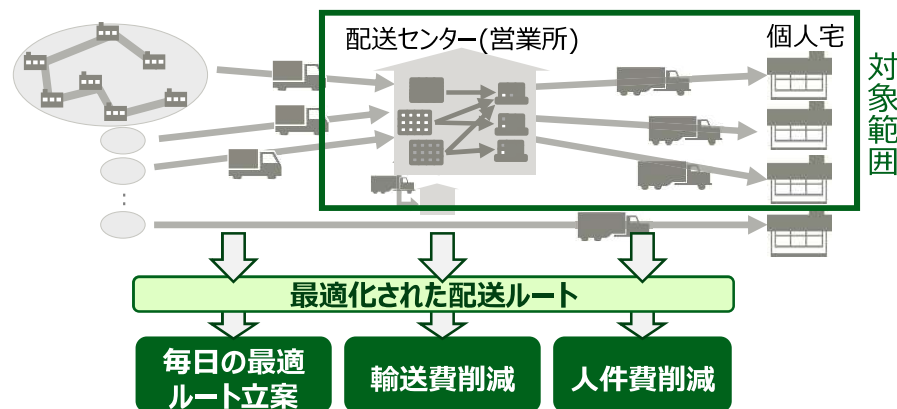 配送センター(営業所)
個人宅
対象範囲
:
最適化された配送ルート
毎日の最適
ルート立案
輸送費削減
人件費削減